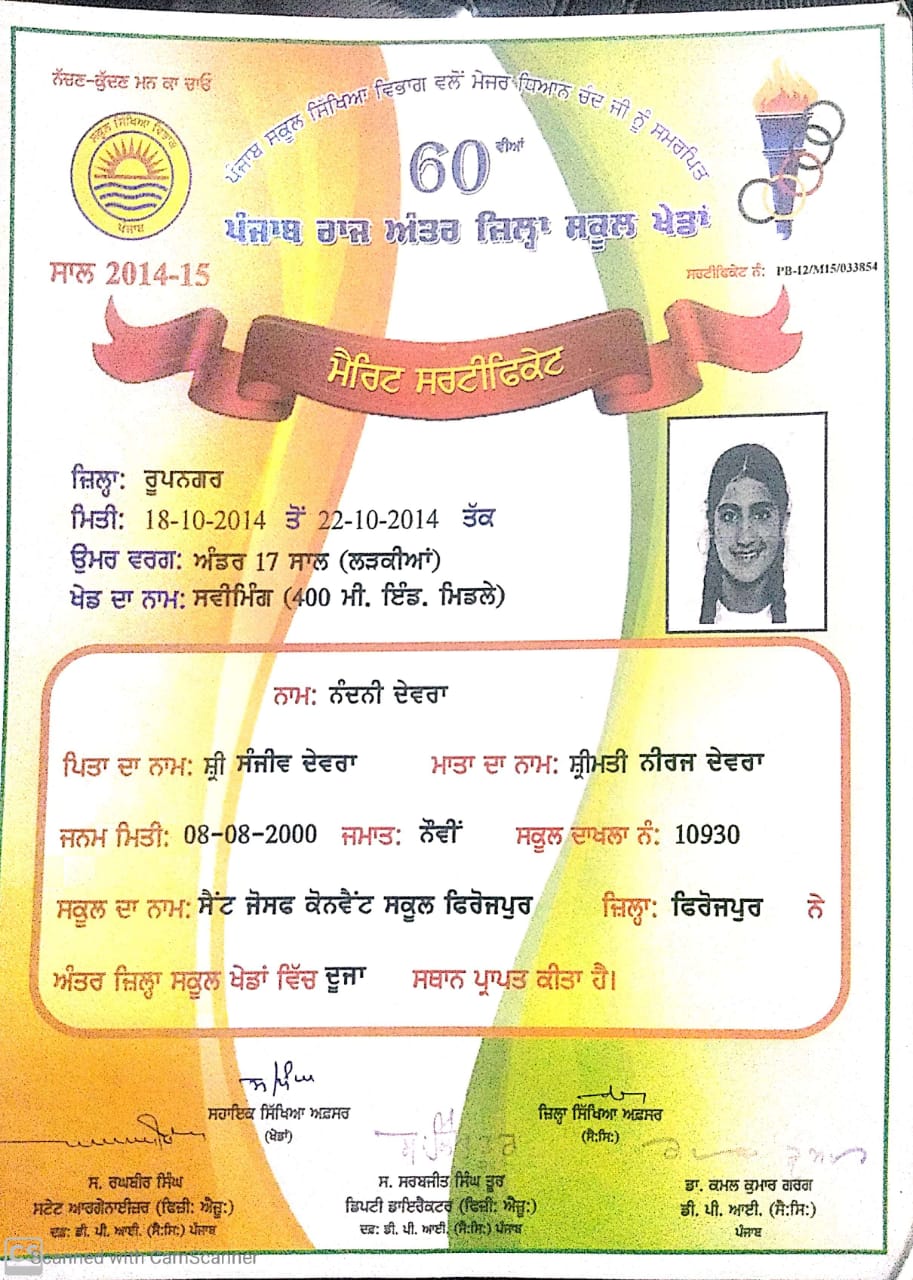 ਨੱਚਣ-ਕੁੱਦਣ ਮਨ ਕਾ ਚਾਓ
ਪੰਜਾਬ ਸਕੂਲ ਸਿੱਖਿਆ ਵਿਭਾਗ ਵਲੋਂ ਮੇਜਰ ਧਿਆਨ ਚੰਦ ਜੀ ਨੂੰ ਸਮਰਪਿਤ
ਸਕੂਲ ਸਿੱਖਿਆ ਵਿਭਾਗ
ਪੰਜਾਬ
60ਵੀਆਂ
ਪੰਜਾਬ ਰਾਜ ਅੰਤਰ ਜ਼ਿਲ੍ਹਾ ਸਕੂਲ ਖੇਡਾਂ
ਸਾਲ 2014-15
ਸਰਟੀਫਿਕੇਟ ਨੰ: PB-12/M15/033854
ਮੈਰਿਟ ਸਰਟੀਫਿਕੇਟ
ਜ਼ਿਲ੍ਹਾ: ਰੂਪਨਗਰ
ਮਿਤੀ: 18-10-2014 ਤੋਂ 22-10-2014 ਤੱਕ
ਉਮਰ ਵਰਗ: ਅੰਡਰ 17 ਸਾਲ (ਲੜਕੀਆਂ)
ਖੇਡ ਦਾ ਨਾਮ: ਸਵੀਮਿੰਗ (400 ਮੀ. ਇੰਡ. ਮਿਡਲੇ)
ਨਾਮ: ਨੰਦਨੀ ਦੇਵਰਾ
ਪਿਤਾ ਦਾ ਨਾਮ: ਸ਼੍ਰੀ ਸੰਜੀਵ ਦੇਵਰਾ ਮਾਤਾ ਦਾ ਨਾਮ: ਸ਼੍ਰੀਮਤੀ ਨੀਰਜ ਦੇਵਰਾ
ਜਨਮ ਮਿਤੀ: 08-08-2000 ਜਮਾਤ: ਨੌਵੀਂ ਸਕੂਲ ਦਾਖਲਾ ਨੰ: 10930
ਸਕੂਲ ਦਾ ਨਾਮ: ਸੈਂਟ ਜੋਸਫ ਕੋਨਵੈਂਟ ਸਕੂਲ ਫਿਰੋਜਪੁਰ ਜ਼ਿਲ੍ਹਾ: ਫਿਰੋਜਪੁਰ ਨੇ
ਅੰਤਰ ਜ਼ਿਲ੍ਹਾ ਸਕੂਲ ਖੇਡਾਂ ਵਿੱਚ ਦੂਜਾ ਸਥਾਨ ਪ੍ਰਾਪਤ ਕੀਤਾ ਹੈ।
ਸਹਾਇਕ ਸਿੱਖਿਆ ਅਫ਼ਸਰ
(ਖੇਡਾਂ)
ਜ਼ਿਲ੍ਹਾ ਸਿੱਖਿਆ ਅਫ਼ਸਰ
(ਸੈ:ਸਿ:)
ਸ. ਰਘਬੀਰ ਸਿੰਘ
ਸਟੇਟ ਆਰਗੇਨਾਈਜ਼ਰ (ਫਿਜ਼ੀ: ਐਜੂ:)
ਦਫ਼: ਡੀ. ਪੀ. ਆਈ. (ਸੈ:ਸਿ:) ਪੰਜਾਬ
ਸ. ਸਰਬਜੀਤ ਸਿੰਘ ਤੂਰ
ਡਿਪਟੀ ਡਾਇਰੈਕਟਰ (ਫਿਜ਼ੀ: ਐਜੂ:)
ਦਫ਼: ਡੀ. ਪੀ. ਆਈ. (ਸੈ:ਸਿ:) ਪੰਜਾਬ
ਡਾ. ਕਮਲ ਕੁਮਾਰ ਗਰਗ
ਡੀ. ਪੀ. ਆਈ. (ਸੈ:ਸਿ:)
ਪੰਜਾਬ
CS Scanned with CamScanner